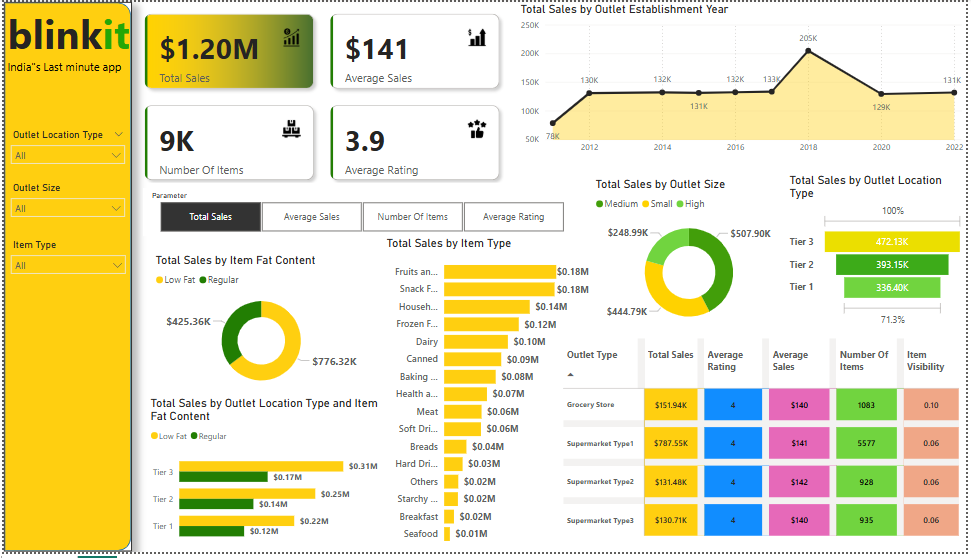 blinkit
India"s Last minute app
Outlet Location Type
All
Outlet Size
All
Item Type
All
$1.20M
Total Sales
$141
Average Sales
9K
Number Of Items
3.9
Average Rating
Total Sales by Outlet Establishment Year
250K
200K
150K
100K
50K
78K
130K
132K
131K
132K
133K
205K
129K
131K
2012
2014
2016
2018
2020
2022
Parameter
Total Sales
Average Sales
Number Of Items
Average Rating
Total Sales by Item Fat Content
Low Fat
Regular
$425.36K
$776.32K
Total Sales by Outlet Location Type and Item
Fat Content
Low Fat
Regular
Tier 3
$0.31M
$0.17M
Tier 2
$0.25M
$0.14M
Tier 1
$0.22M
$0.12M
Total Sales by Item Type
Fruits an... $0.18M
Snack F... $0.18M
Househ... $0.14M
Frozen F... $0.12M
Dairy $0.10M
Canned $0.09M
Baking ... $0.08M
Health a... $0.07M
Meat $0.06M
Soft Dri... $0.06M
Breads $0.04M
Hard Dri... $0.03M
Others $0.02M
Starchy ... $0.02M
Breakfast $0.02M
Seafood $0.01M
Total Sales by Outlet Size
Medium
Small
High
$248.99K
$507.90K
$444.79K
Total Sales by Outlet Location
Type
100%
Tier 3 472.13K
Tier 2 393.15K
Tier 1 336.40K
71.3%
Outlet Type Total Sales Average Rating Average Sales Number Of Items Item Visibility
Grocery Store $151.94K 4 $140 1083 0.10
Supermarket Type1 $787.55K 4 $141 5577 0.06
Supermarket Type2 $131.48K 4 $142 928 0.06
Supermarket Type3 $130.71K 4 $140 935 0.06